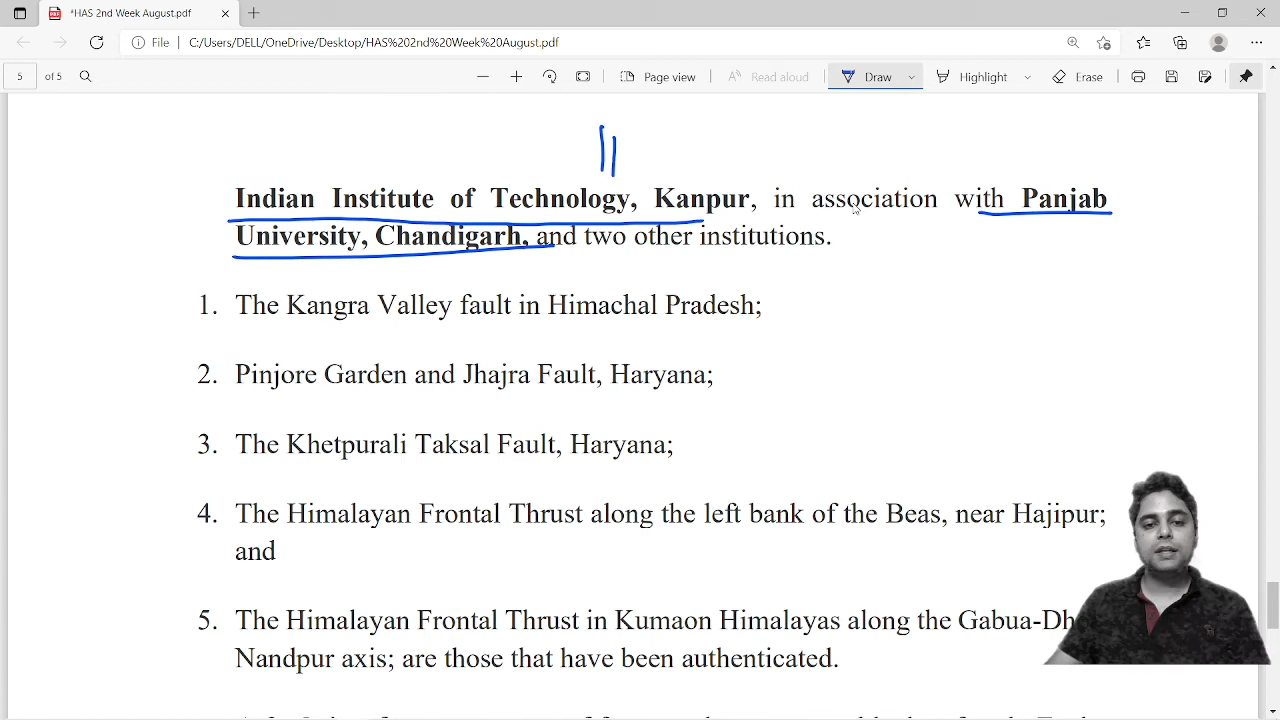 *HAS 2nd Week August.pdf
File
C:/Users/DELL/OneDrive/Desktop/HAS%202nd%20Week%20August.pdf
5 of 5
Page view
Read aloud
Draw
Highlight
Erase
Indian Institute of Technology, Kanpur, in association with Panjab
University, Chandigarh, and two other institutions.
1. The Kangra Valley fault in Himachal Pradesh;
2. Pinjore Garden and Jhajra Fault, Haryana;
3. The Khetpurali Taksal Fault, Haryana;
4. The Himalayan Frontal Thrust along the left bank of the Beas, near Hajipur;
and
5. The Himalayan Frontal Thrust in Kumaon Himalayas along the Gabua-Dh
Nandpur axis; are those that have been authenticated.